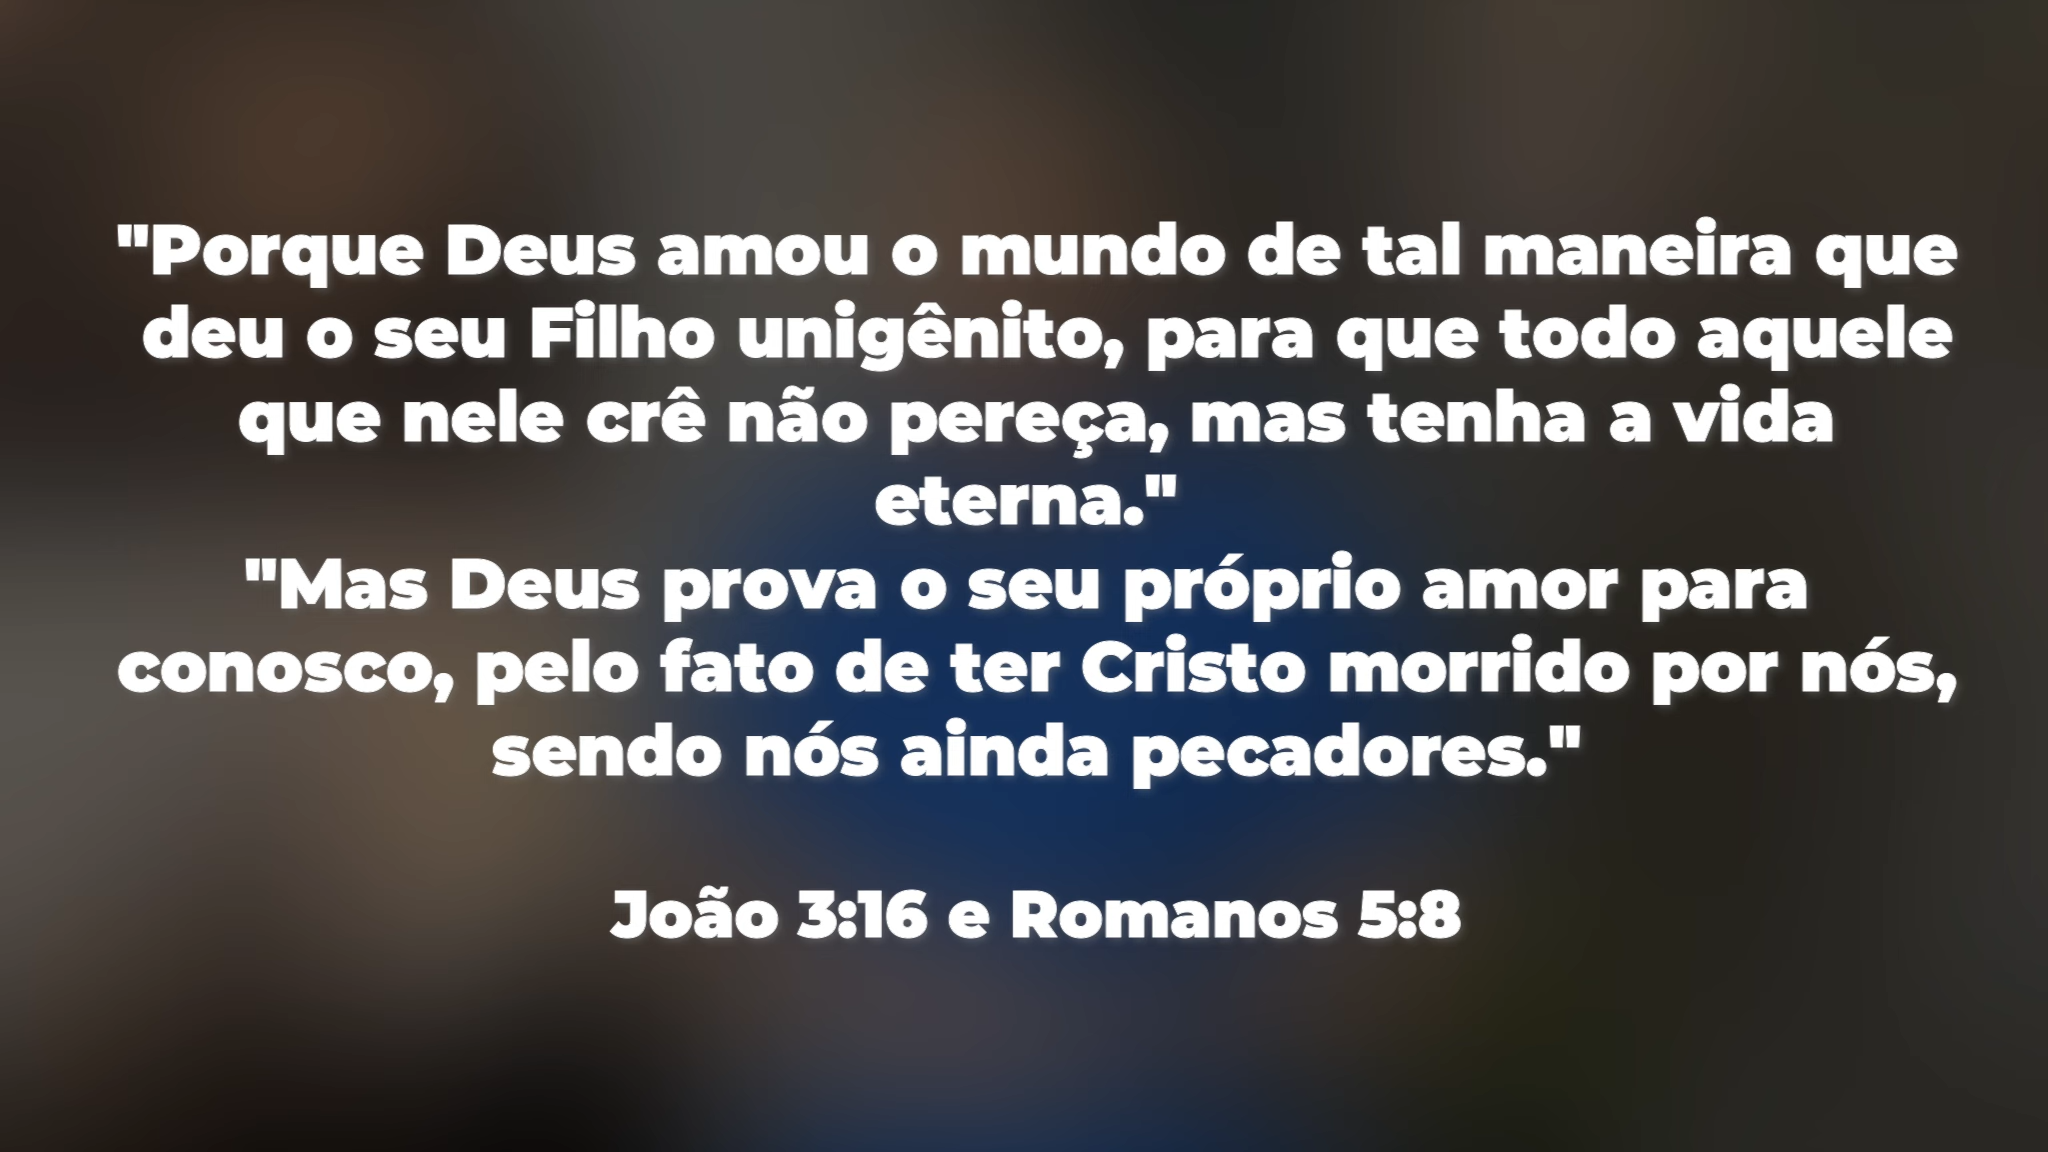 "Porque Deus amou o mundo de tal maneira que
deu o seu Filho unigênito, para que todo aquele
que nele crê não pereça, mas tenha a vida
eterna."
"Mas Deus prova o seu próprio amor para
conosco, pelo fato de ter Cristo morrido por nós,
sendo nós ainda pecadores."
João 3:16 e Romanos 5:8